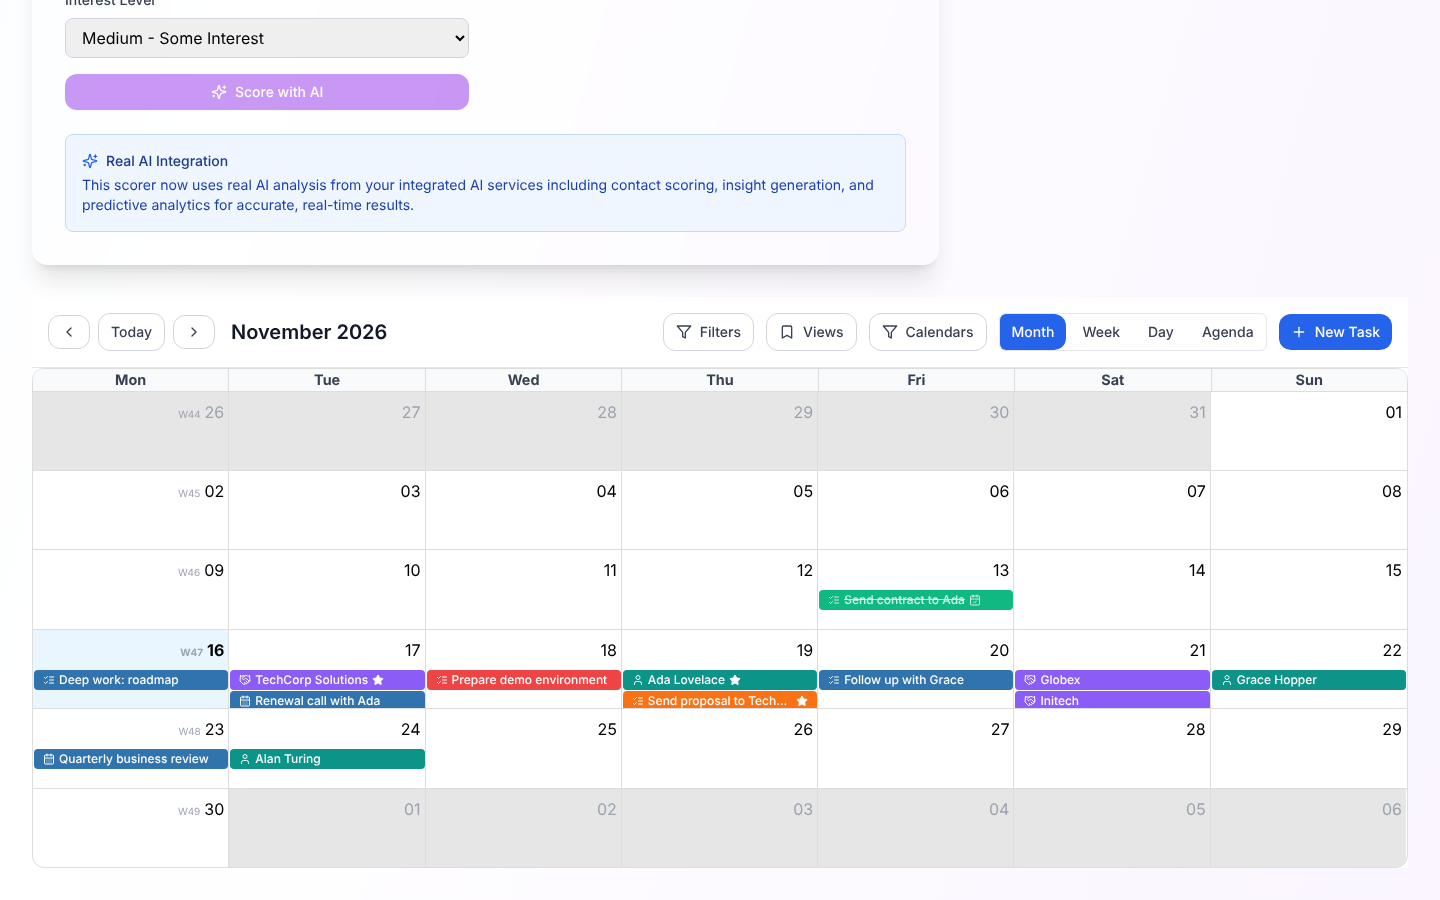 Interest Level
Medium - Some Interest
Score with AI
Real AI Integration
This scorer now uses real AI analysis from your integrated AI services including contact scoring, insight generation, and
predictive analytics for accurate, real-time results.
Today
November 2026
Filters
Views
Calendars
Month
Week
Day
Agenda
New Task
Mon Tue Wed Thu Fri Sat Sun
W44 26 27 28 29 30 31 01
W45 02 03 04 05 06 07 08
W46 09 10 11 12 13 14 15
Send contract to Ada
W47 16 17 18 19 20 21 22
Deep work: roadmap
TechCorp Solutions
Prepare demo environment
Ada Lovelace
Follow up with Grace
Globex
Grace Hopper
Renewal call with Ada
Send proposal to Tech...
Initech
W48 23 24 25 26 27 28 29
Quarterly business review
Alan Turing
W49 30 01 02 03 04 05 06